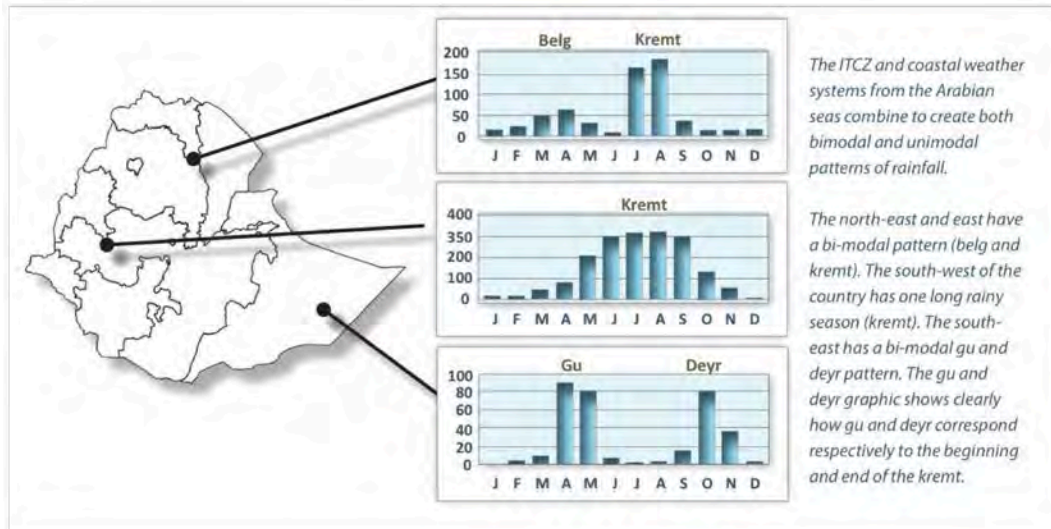 Belg Kremt
200
150
100
50
0
J F M A M J J A S O N D
Kremt
400
350
200
100
0
J F M A M J J A S O N D
Gu Deyr
100
80
60
40
20
0
J F M A M J J A S O N D
The ITCZ and coastal weather
systems from the Arabian
seas combine to create both
bimodal and unimodal
patterns of rainfall.
The north-east and east have
a bi-modal pattern (belg and
kremt). The south-west of the
country has one long rainy
season (kremt). The south-
east has a bi-modal gu and
deyr pattern. The gu and
deyr graphic shows clearly
how gu and deyr correspond
respectively to the beginning
and end of the kremt.